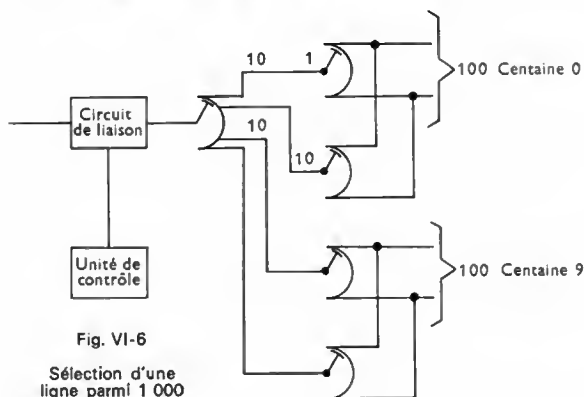 10
1
100 Centaine 0
Circuit
de liaison
10
10
Unité de
contrôle
100 Centaine 9
Fig. VI-6
Sélection d'une
ligne parmi 1 000